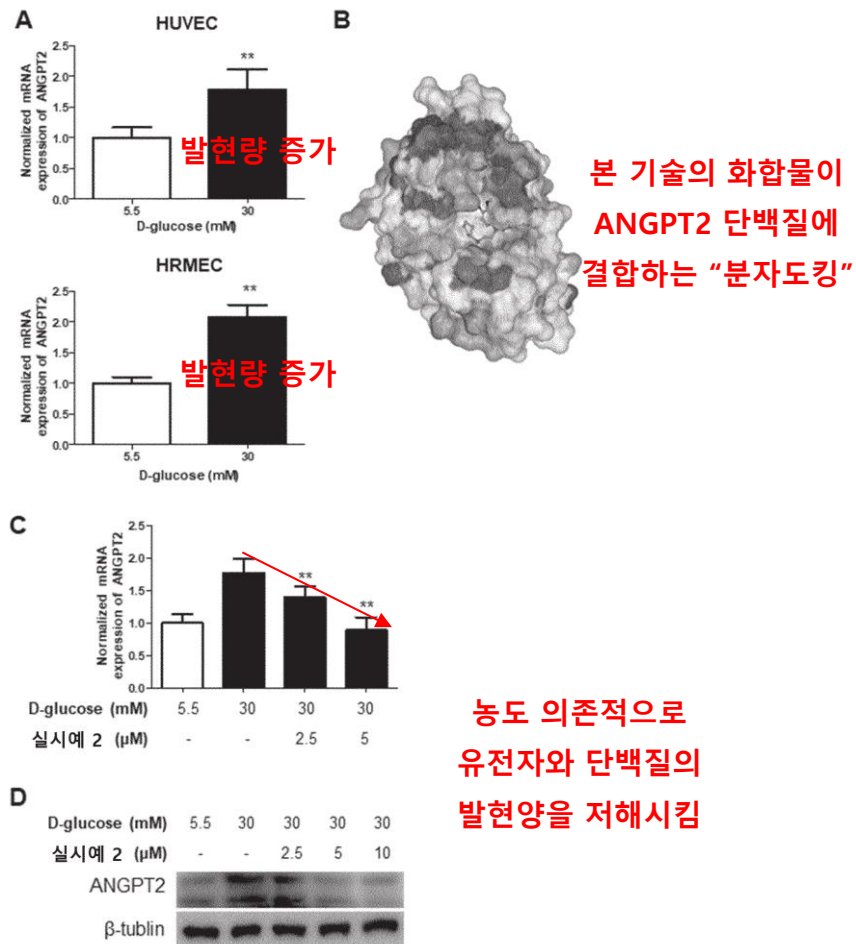 A
HUVEC
Normalized mRNA
expression of ANGPT2
2.5
2.0
1.5
1.0
0.5
0.0
**
발현량 증가
5.5
30
D-glucose (mM)
HRMEC
Normalized mRNA
expression of ANGPT2
2.5
2.0
1.5
1.0
0.5
0.0
**
발현량 증가
5.5
30
D-glucose (mM)
B
본 기술의 화합물이
ANGPT2 단백질에
결합하는 “분자도킹”
C
Normalized mRNA
expression of ANGPT2
2.5
2.0
1.5
1.0
0.5
0.0
**
**
D-glucose (mM) 5.5 30 30 30
실시예 2 (μM) - - 2.5 5
농도 의존적으로
유전자와 단백질의
발현양을 저해시킴
D
D-glucose (mM) 5.5 30 30 30 30
실시예 2 (μM) - - 2.5 5 10
ANGPT2
β-tublin